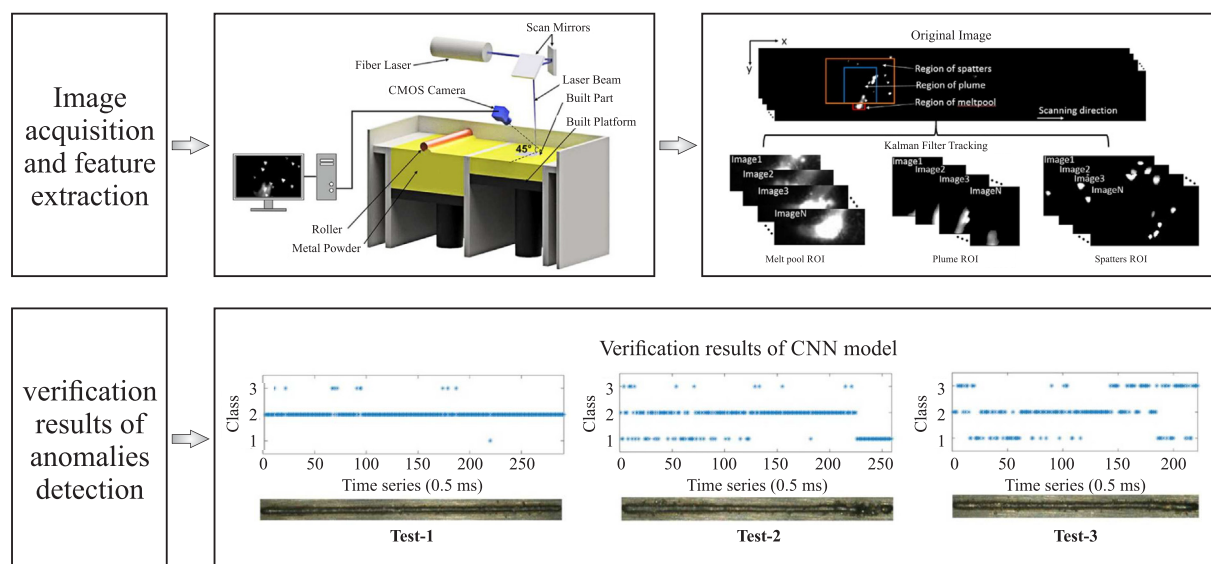 Image
acquisition
and feature
extraction
Scan Mirrors
Fiber Laser
Laser Beam
CMOS Camera
Built Part
Built Platform
45°
Roller
Metal Powder
Original Image
x
y
Region of spatters
Region of plume
Region of meltpool
Scanning direction
Kalman Filter Tracking
Image1
Image2
Image3
ImageN
Image1
Image2
Image3
ImageN
Image1
Image2
Image3
ImageN
Melt pool ROI
Plume ROI
Spatters ROI
verification
results of
anomalies
detection
Verification results of CNN model
Class
3
2
1
0 50 100 150 200 250
Time series (0.5 ms)
Test-1
Class
3
2
1
0 50 100 150 200 250
Time series (0.5 ms)
Test-2
Class
3
2
1
0 50 100 150 200
Time series (0.5 ms)
Test-3